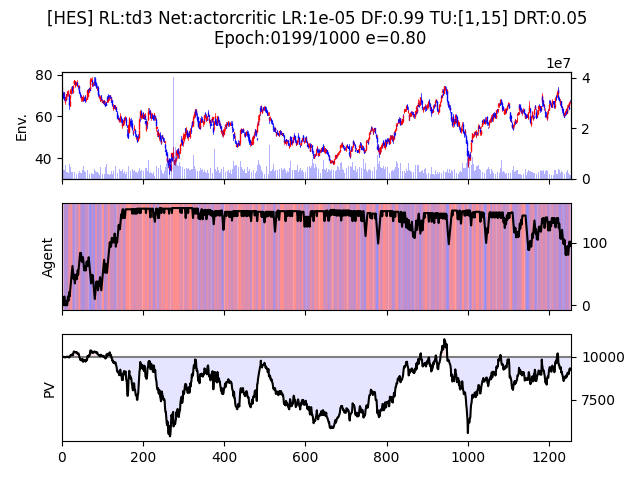 [HES] RL:td3 Net:actorcritic LR:1e-05 DF:0.99 TU:[1,15] DRT:0.05
Epoch:0199/1000 e=0.80
1e7
80
60
40
Env.
4
2
0
Agent
100
0
PV
10000
7500
0
200
400
600
800
1000
1200